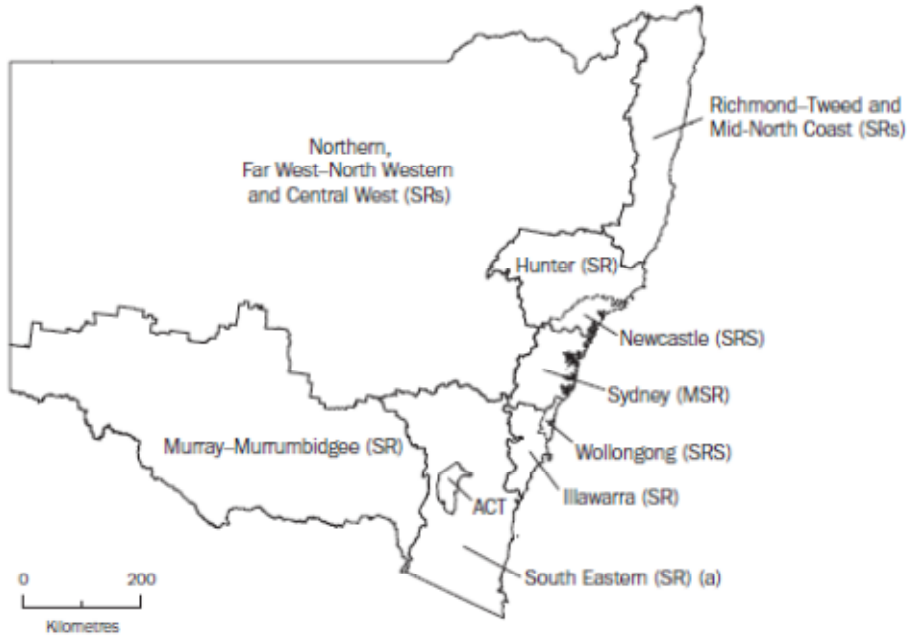 Richmond–Tweed and
Mid-North Coast (SRs)
Northern,
Far West–North Western
and Central West (SRs)
Hunter (SR)
Newcastle (SRS)
Sydney (MSR)
Murray–Murrumbidgee (SR)
Wollongong (SRS)
Illawarra (SR)
ACT
South Eastern (SR) (a)
0 200
Kilometres